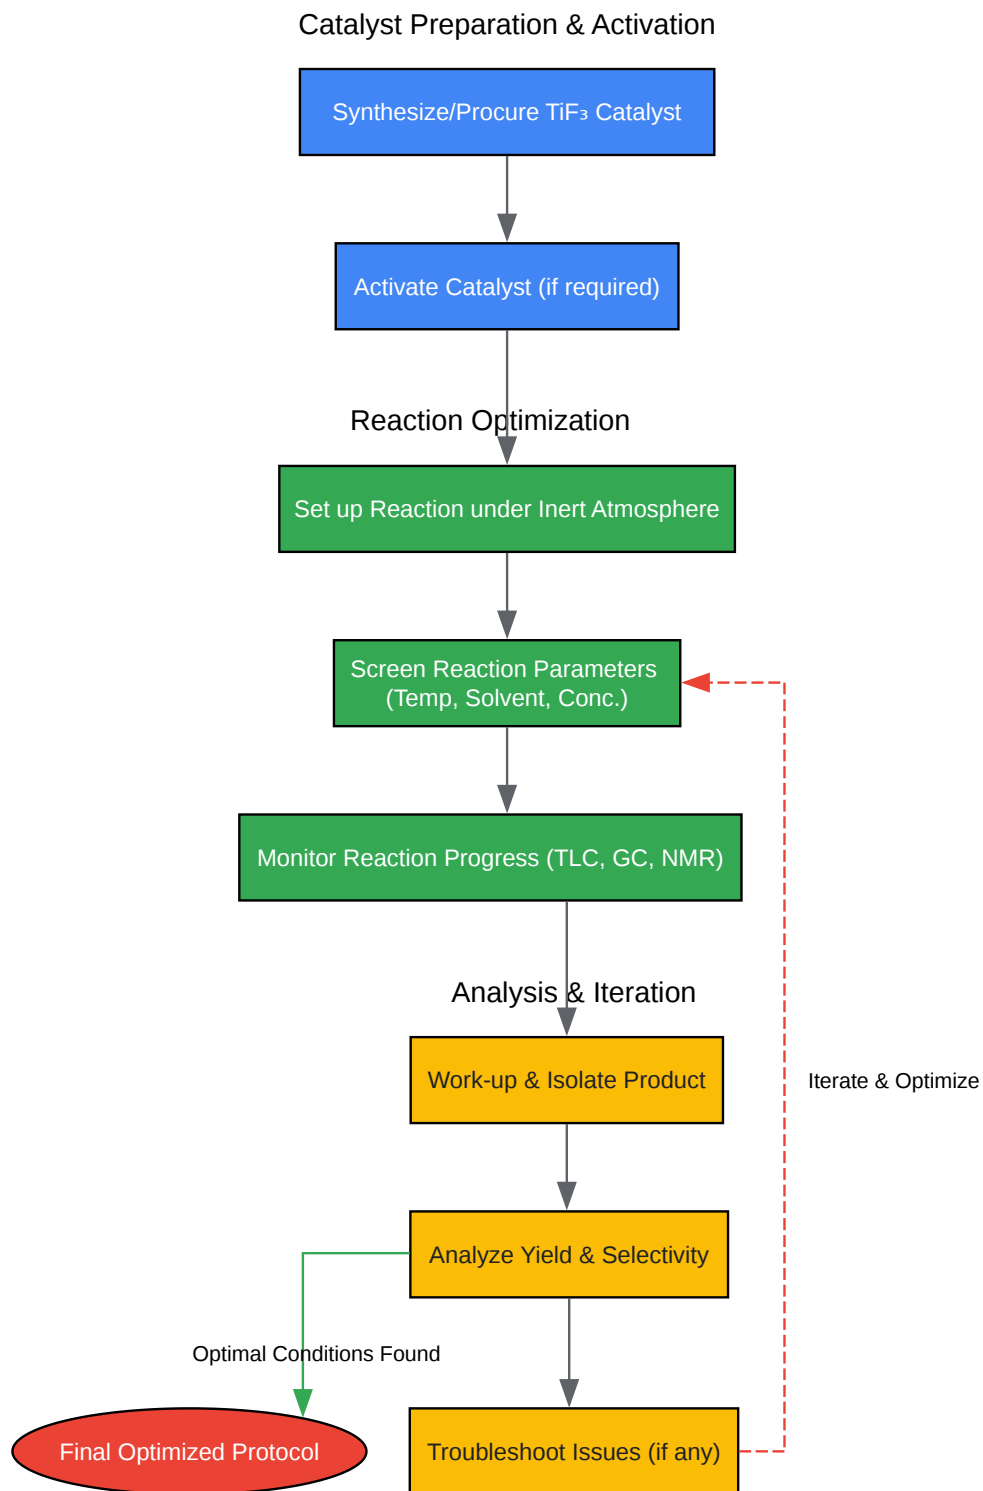 Catalyst Preparation & Activation
Synthesize/Procure TiF₃ Catalyst
Activate Catalyst (if required)
Reaction Optimization
Set up Reaction under Inert Atmosphere
Screen Reaction Parameters
(Temp, Solvent, Conc.)
Monitor Reaction Progress (TLC, GC, NMR)
Analysis & Iteration
Work-up & Isolate Product
Iterate & Optimize
Analyze Yield & Selectivity
Optimal Conditions Found
Final Optimized Protocol
Troubleshoot Issues (if any)